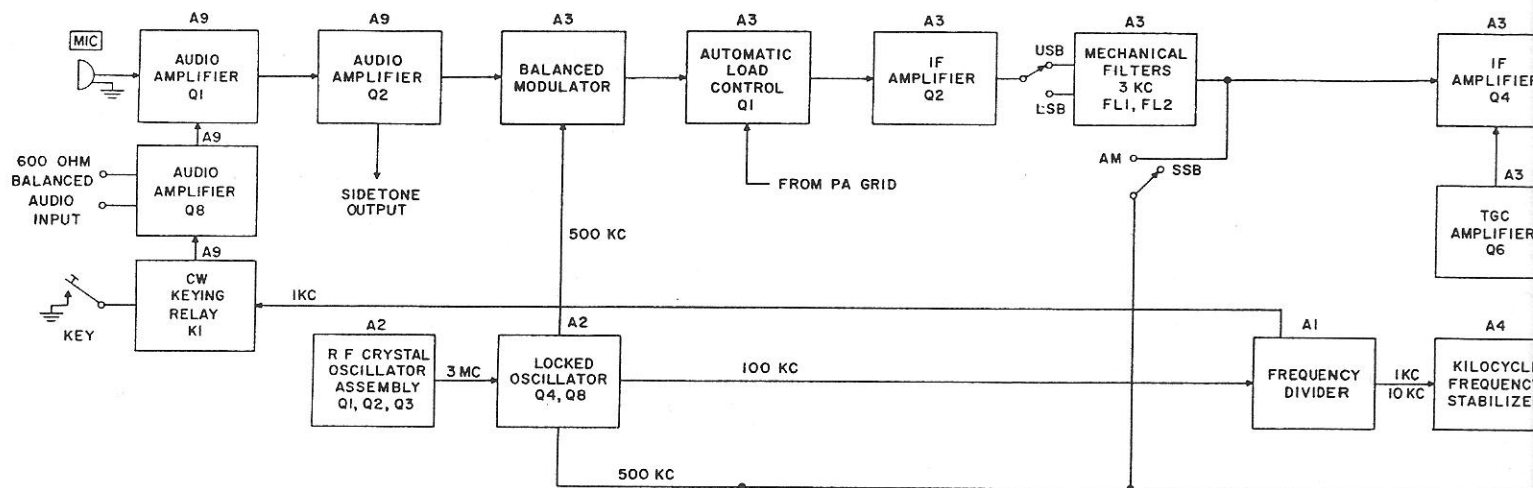 A9
A9
A3
A3
A3
A3
MIC
AUDIO
AMPLIFIER
Q1
AUDIO
AMPLIFIER
Q2
BALANCED
MODULATOR
AUTOMATIC
LOAD
CONTROL
Q1
IF
AMPLIFIER
Q2
USB
LSB
MECHANICAL
FILTERS
3 KC
FL1, FL2
A3
IF
AMPLIFIER
Q4
A9
600 OHM
BALANCED
AUDIO
INPUT
AUDIO
AMPLIFIER
Q8
SIDETONE
OUTPUT
FROM PA GRID
AM
SSB
A3
TGC
AMPLIFIER
Q6
500 KC
A9
CW
KEYING
RELAY
K1
KEY
1KC
A2
R F CRYSTAL
OSCILLATOR
ASSEMBLY
Q1, Q2, Q3
3 MC
A2
LOCKED
OSCILLATOR
Q4, Q8
100 KC
A1
FREQUENCY
DIVIDER
1KC
10KC
A4
KILOCYCLE
FREQUENCY
STABILIZE
500 KC